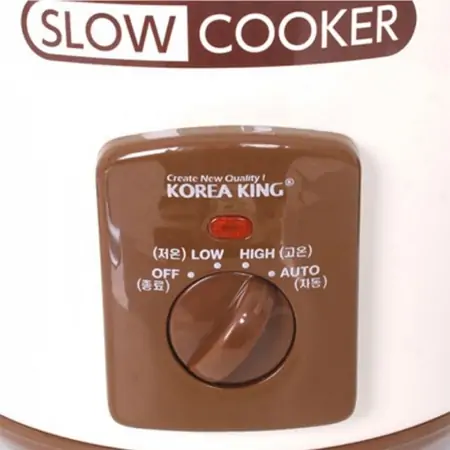 SLOW COOKER
Create New Quality !
KOREA KING®
(저온) LOW HIGH (고온)
OFF AUTO
(종료) (자동)